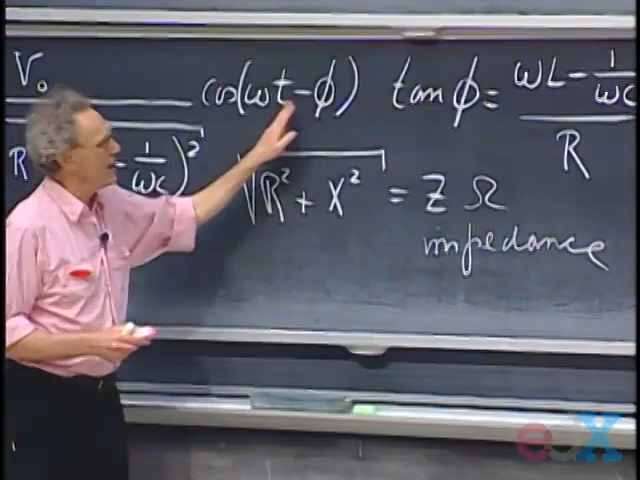 V₀ cos(ωt-φ) tan φ = ωL - 1/ωC
R - 1/ωC)² R
√R² + X² = Z Ω
impedance
edX